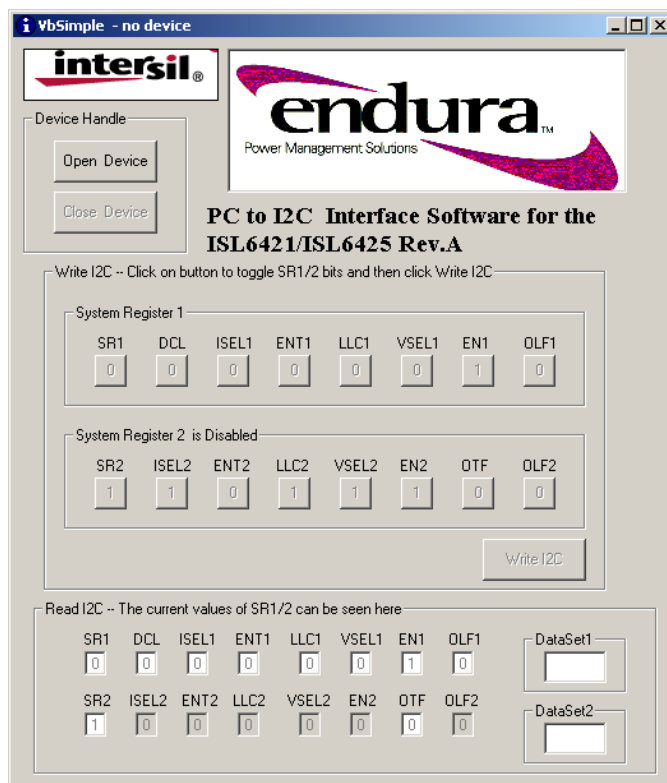 VbSimple - no device
intersil®
endura™
Power Management Solutions
Device Handle
Open Device
Close Device
PC to I2C Interface Software for the
ISL6421/ISL6425 Rev.A
Write I2C -- Click on button to toggle SR1/2 bits and then click Write I2C
System Register 1
SR1 DCL ISEL1 ENT1 LLC1 VSEL1 EN1 OLF1
0 0 0 0 0 0 1 0
System Register 2 is Disabled
SR2 ISEL2 ENT2 LLC2 VSEL2 EN2 OTF OLF2
1 1 0 1 1 1 0 0
Write I2C
Read I2C -- The current values of SR1/2 can be seen here
SR1 DCL ISEL1 ENT1 LLC1 VSEL1 EN1 OLF1
0 0 0 0 0 0 1 0
DataSet1
SR2 ISEL2 ENT2 LLC2 VSEL2 EN2 OTF OLF2
1 0 0 0 0 0 0 0
DataSet2